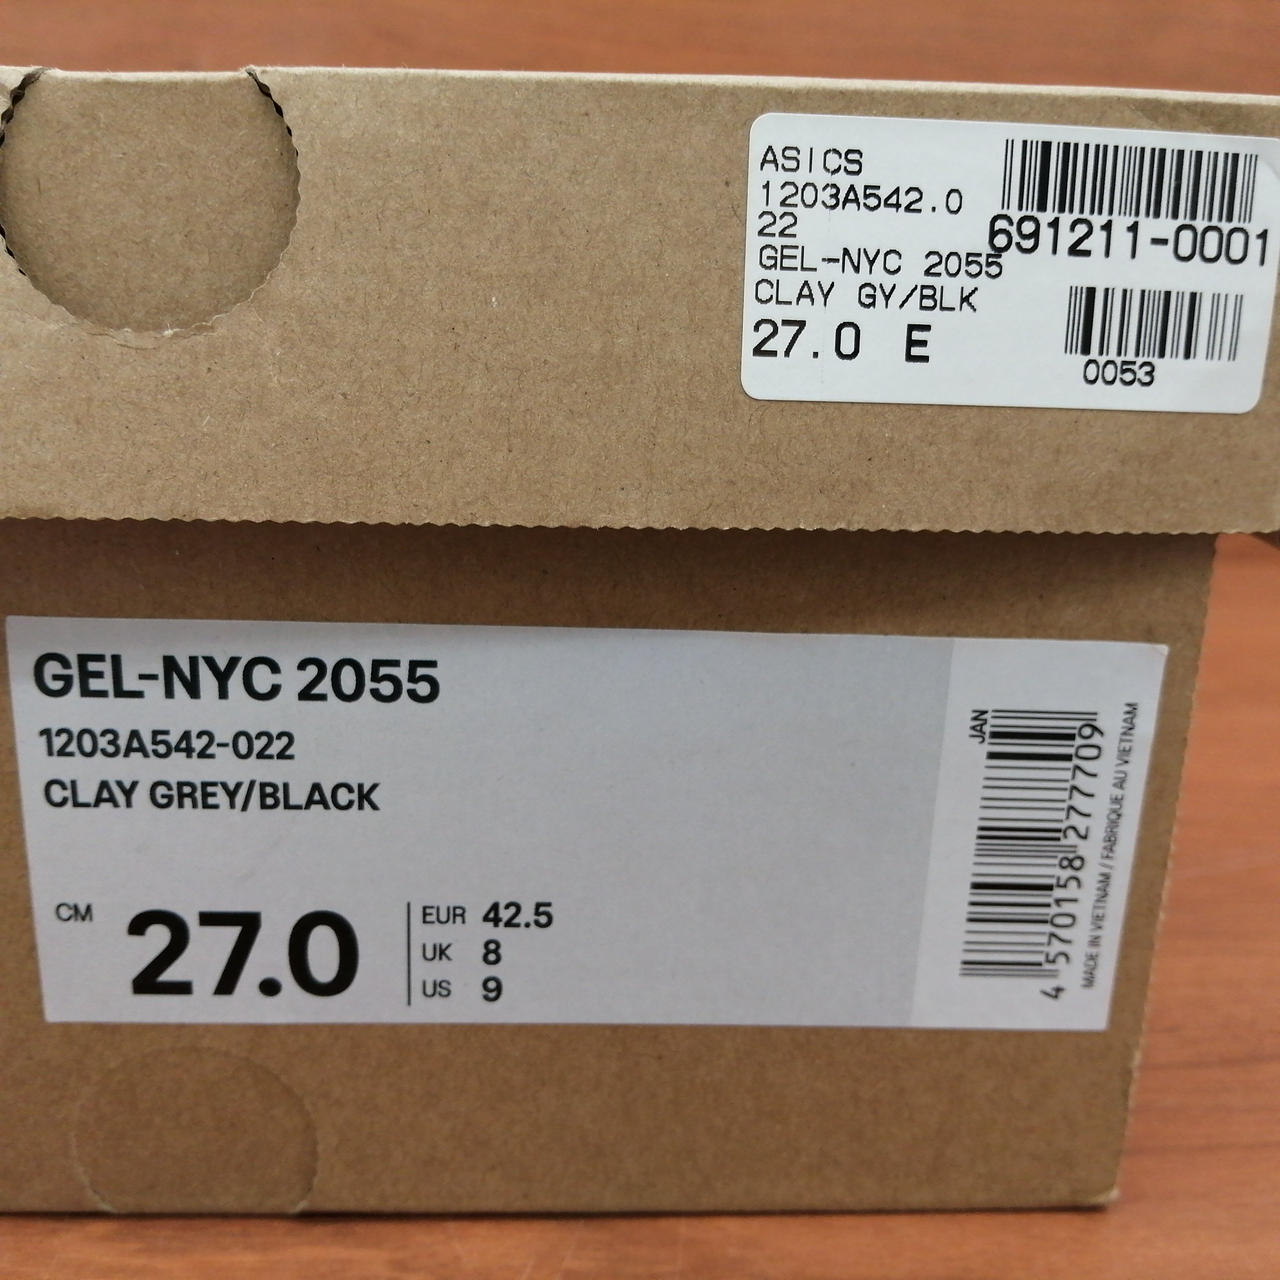 ASICS
1203A542.0
22
GEL-NYC 2055
CLAY GY/BLK
27.0 E
691211-0001
0053
GEL-NYC 2055
1203A542-022
CLAY GREY/BLACK
CM 27.0
EUR 42.5
UK 8
US 9
JAN
4 570158 277709
MADE IN VIETNAM / FABRIQUE AU VIETNAM